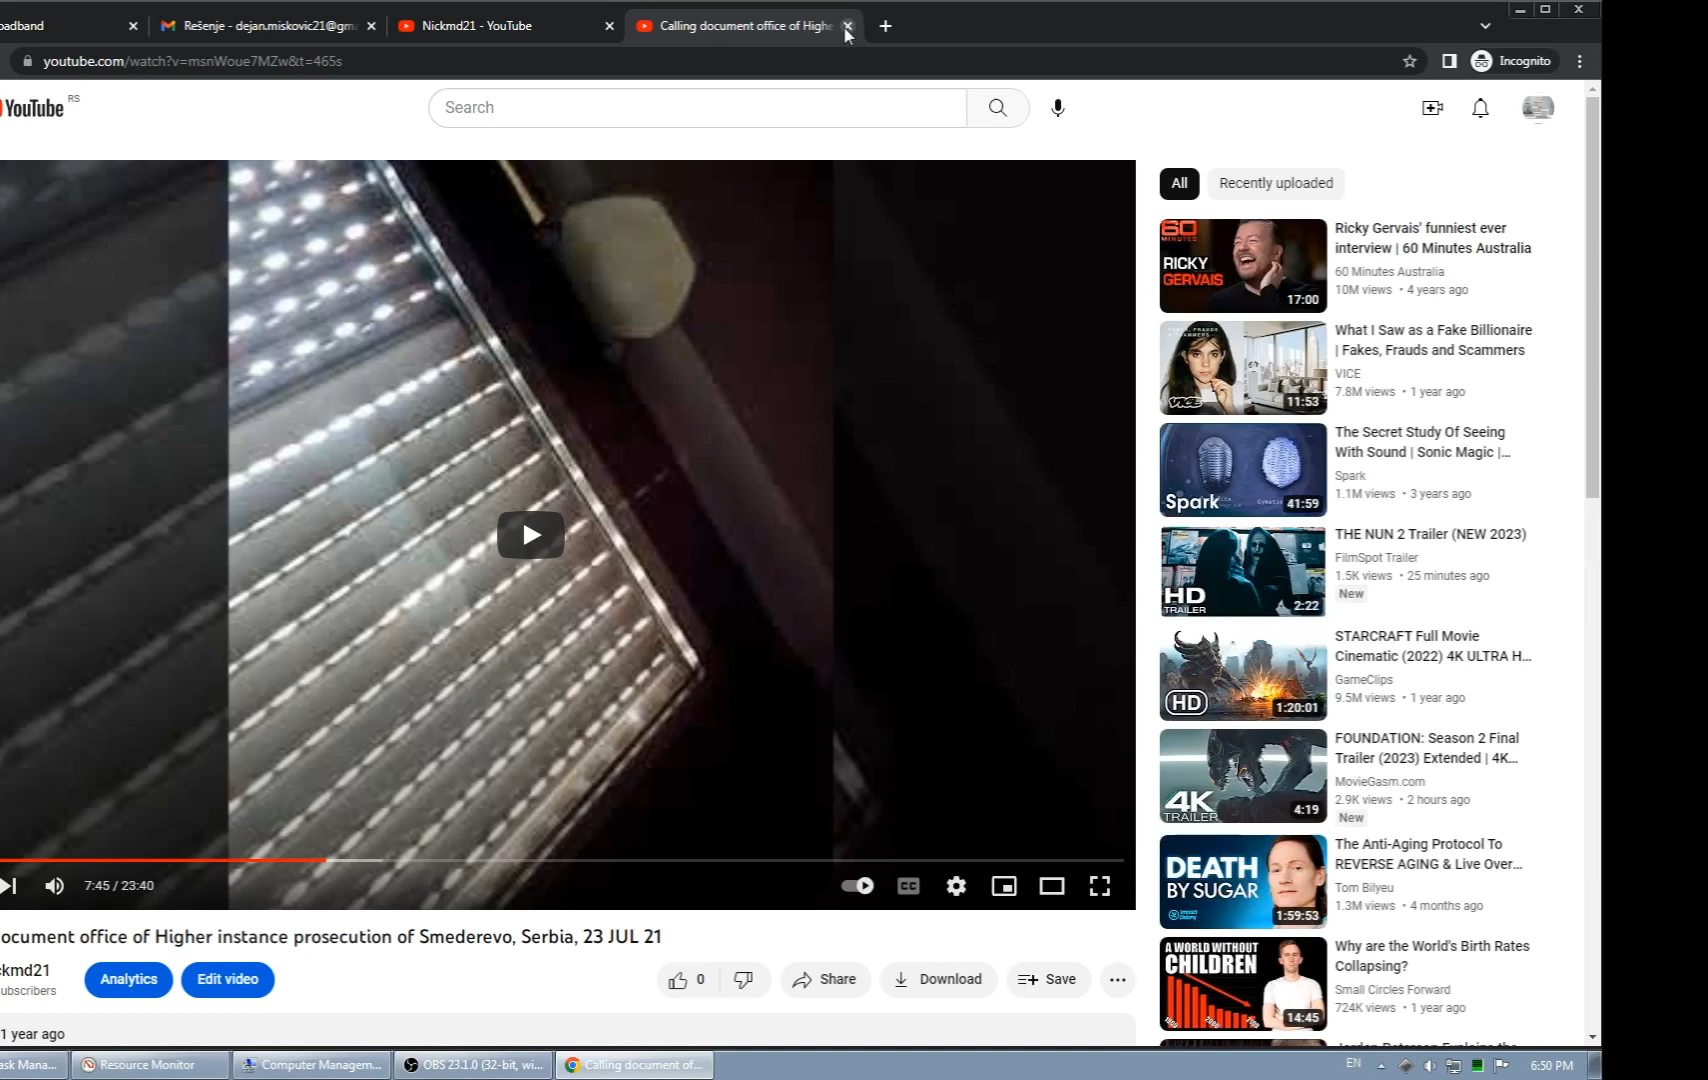 oadband
Rešenje - dejan.miskovic21@gm
Nickmd21 - YouTube
Calling document office of Highe
youtube.com/watch?v=msnWoue7MZw&t=465s
Incognito
YouTube RS
Search
All
Recently uploaded
60 MINUTES
RICKY GERVAIS
17:00
Ricky Gervais' funniest ever
interview | 60 Minutes Australia
60 Minutes Australia
10M views • 4 years ago
FAKES, FRAUDS
& SCAMMERS
VICE
11:53
What I Saw as a Fake Billionaire
| Fakes, Frauds and Scammers
VICE
7.8M views • 1 year ago
Spark
41:59
The Secret Study Of Seeing
With Sound | Sonic Magic |...
Spark
1.1M views • 3 years ago
HD
TRAILER
2:22
THE NUN 2 Trailer (NEW 2023)
FilmSpot Trailer
1.5K views • 25 minutes ago
New
HD
1:20:01
STARCRAFT Full Movie
Cinematic (2022) 4K ULTRA H...
GameClips
9.5M views • 1 year ago
4K
TRAILER
4:19
FOUNDATION: Season 2 Final
Trailer (2023) Extended | 4K...
MovieGasm.com
2.9K views • 2 hours ago
New
DEATH
BY SUGAR
1:59:53
The Anti-Aging Protocol To
REVERSE AGING & Live Over...
Tom Bilyeu
1.3M views • 4 months ago
A WORLD WITHOUT
CHILDREN
14:45
Why are the World's Birth Rates
Collapsing?
Small Circles Forward
724K views • 1 year ago
7:45 / 23:40
CC
ocument office of Higher instance prosecution of Smederevo, Serbia, 23 JUL 21
ckmd21
ubscribers
Analytics
Edit video
0
Share
Download
Save
1 year ago
ask Mana...
Resource Monitor
Computer Managem...
OBS 23.1.0 (32-bit, wi...
Calling document of...
EN
6:50 PM